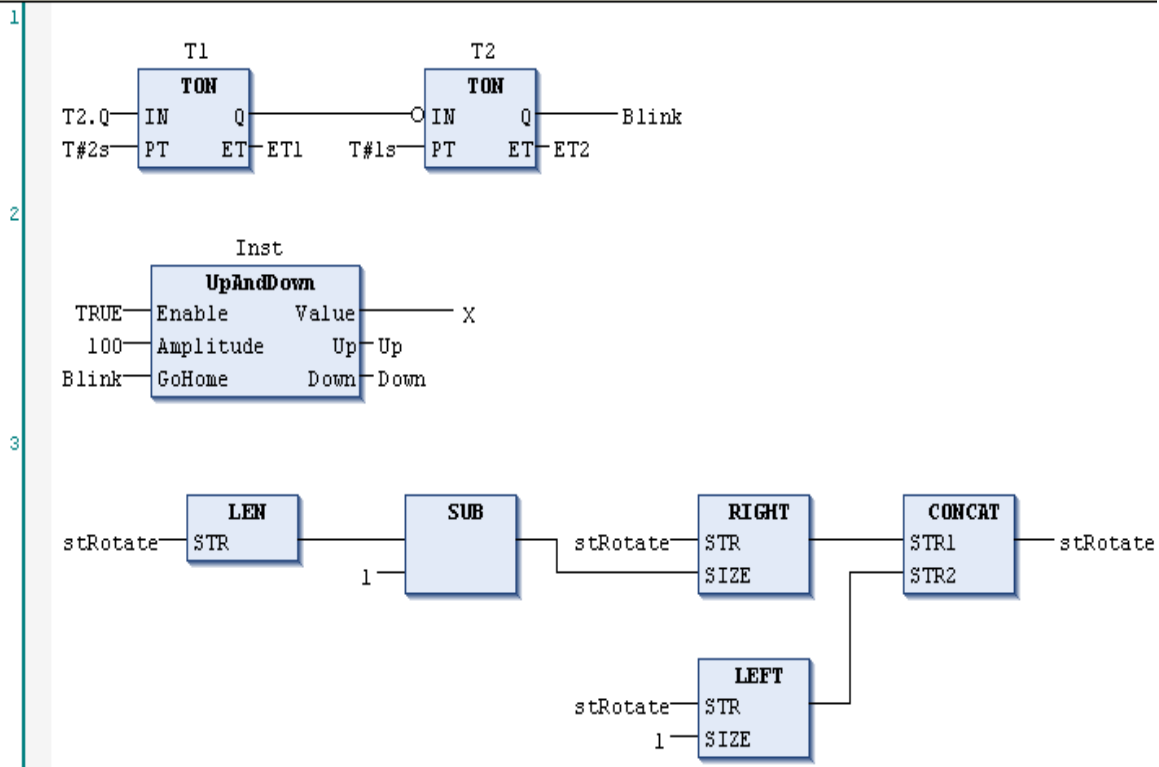 1
T1 T2
TON TON
T2.Q IN Q IN Q Blink
T#2s PT ET ET1 T#1s PT ET ET2
2
Inst
UpAndDown
TRUE Enable Value X
100 Amplitude Up Up
Blink GoHome Down Down
3
LEN SUB RIGHT CONCAT
stRotate STR stRotate STR STR1 stRotate
1 SIZE STR2
LEFT
stRotate STR
1 SIZE